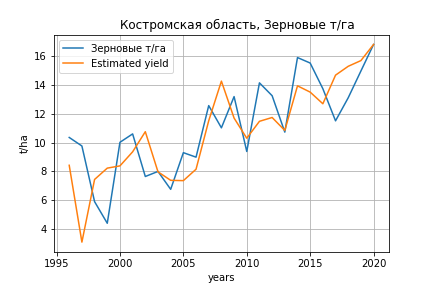 Костромская область, Зерновые т/га
Зерновые т/га
Estimated yield
t/ha
16
14
12
10
8
6
4
1995 2000 2005 2010 2015 2020
years